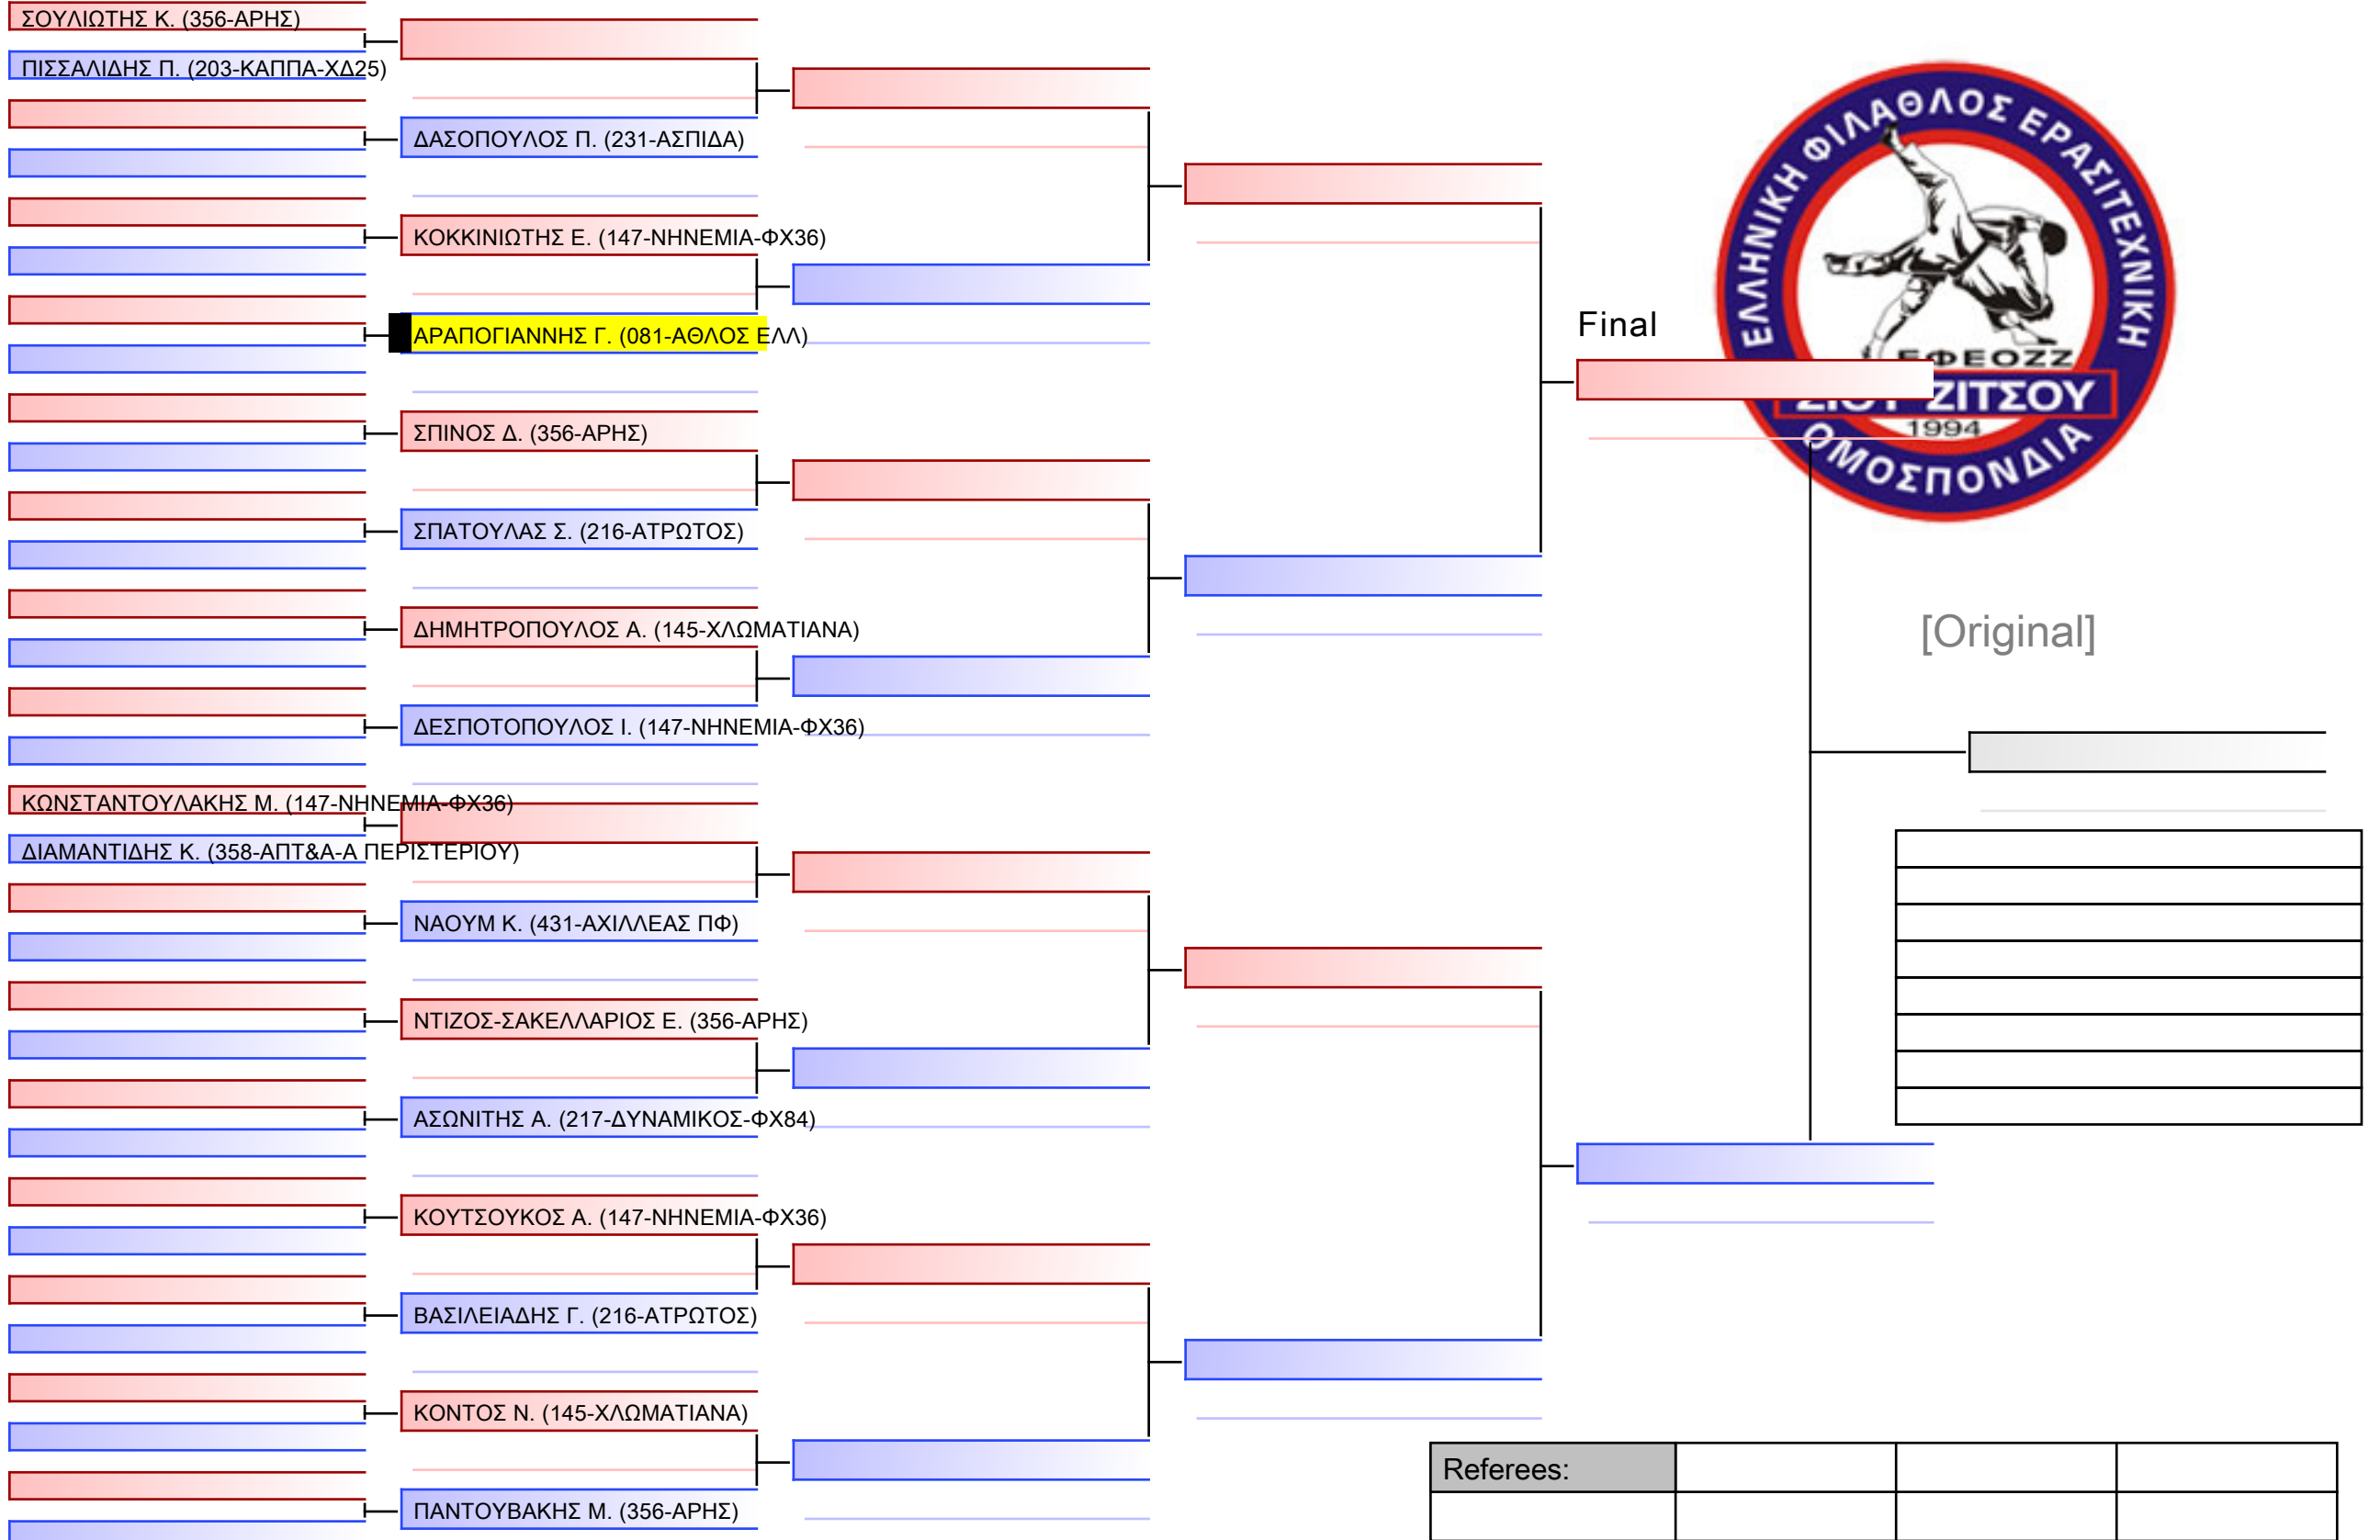 ΣΟΥΛΙΩΤΗΣ Κ. (356-ΑΡΗΣ)
ΠΙΣΣΑΛΙΔΗΣ Π. (203-ΚΑΠΠΑ-ΧΔ25)
ΔΑΣΟΠΟΥΛΟΣ Π. (231-ΑΣΠΙΔΑ)
ΚΟΚΚΙΝΙΩΤΗΣ Ε. (147-ΝΗΝΕΜΙΑ-ΦΧ36)
ΑΡΑΠΟΓΙΑΝΝΗΣ Γ. (081-ΑΘΛΟΣ ΕΛΛ)
ΣΠΙΝΟΣ Δ. (356-ΑΡΗΣ)
ΣΠΑΤΟΥΛΑΣ Σ. (216-ΑΤΡΩΤΟΣ)
ΔΗΜΗΤΡΟΠΟΥΛΟΣ Α. (145-ΧΛΩΜΑΤΙΑΝΑ)
ΔΕΣΠΟΤΟΠΟΥΛΟΣ Ι. (147-ΝΗΝΕΜΙΑ-ΦΧ36)
ΚΩΝΣΤΑΝΤΟΥΛΑΚΗΣ Μ. (147-ΝΗΝΕΜΙΑ-ΦΧ36)
ΔΙΑΜΑΝΤΙΔΗΣ Κ. (358-ΑΠΤ&Α-Α ΠΕΡΙΣΤΕΡΙΟΥ)
ΝΑΟΥΜ Κ. (431-ΑΧΙΛΛΕΑΣ ΠΦ)
ΝΤΙΖΟΣ-ΣΑΚΕΛΛΑΡΙΟΣ Ε. (356-ΑΡΗΣ)
ΑΣΩΝΙΤΗΣ Α. (217-ΔΥΝΑΜΙΚΟΣ-ΦΧ84)
ΚΟΥΤΣΟΥΚΟΣ Α. (147-ΝΗΝΕΜΙΑ-ΦΧ36)
ΒΑΣΙΛΕΙΑΔΗΣ Γ. (216-ΑΤΡΩΤΟΣ)
ΚΟΝΤΟΣ Ν. (145-ΧΛΩΜΑΤΙΑΝΑ)
ΠΑΝΤΟΥΒΑΚΗΣ Μ. (356-ΑΡΗΣ)
Final
ΕΛΛΗΝΙΚΗ ΦΙΛΑΘΛΟΣ ΕΡΑΣΙΤΕΧΝΙΚΗ
ΕΦΕΟΖΖ
ΖΙΤΣΟΥ
1994
ΟΜΟΣΠΟΝΔΙΑ
[Original]
Referees: